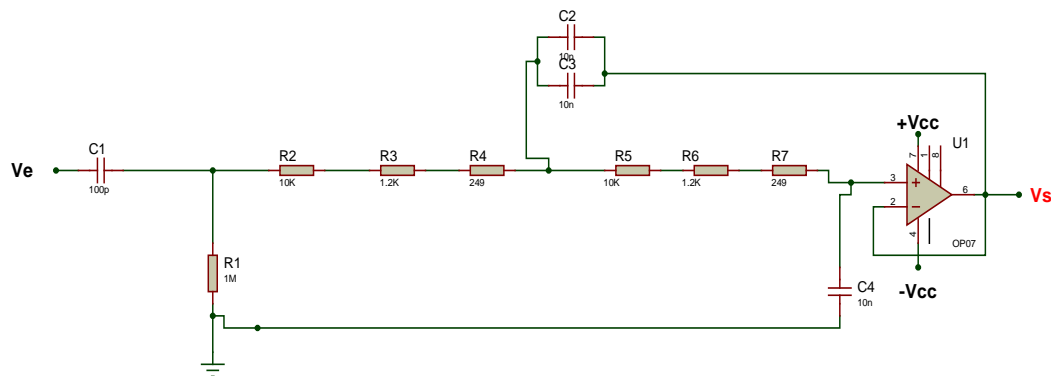 C2
10n
C3
10n
+Vcc
U1
7
1
8
Ve
C1
100p
R2
10K
R3
1.2K
R4
249
R5
10K
R6
1.2K
R7
249
3
2
6
4
Vs
OP07
-Vcc
R1
1M
C4
10n